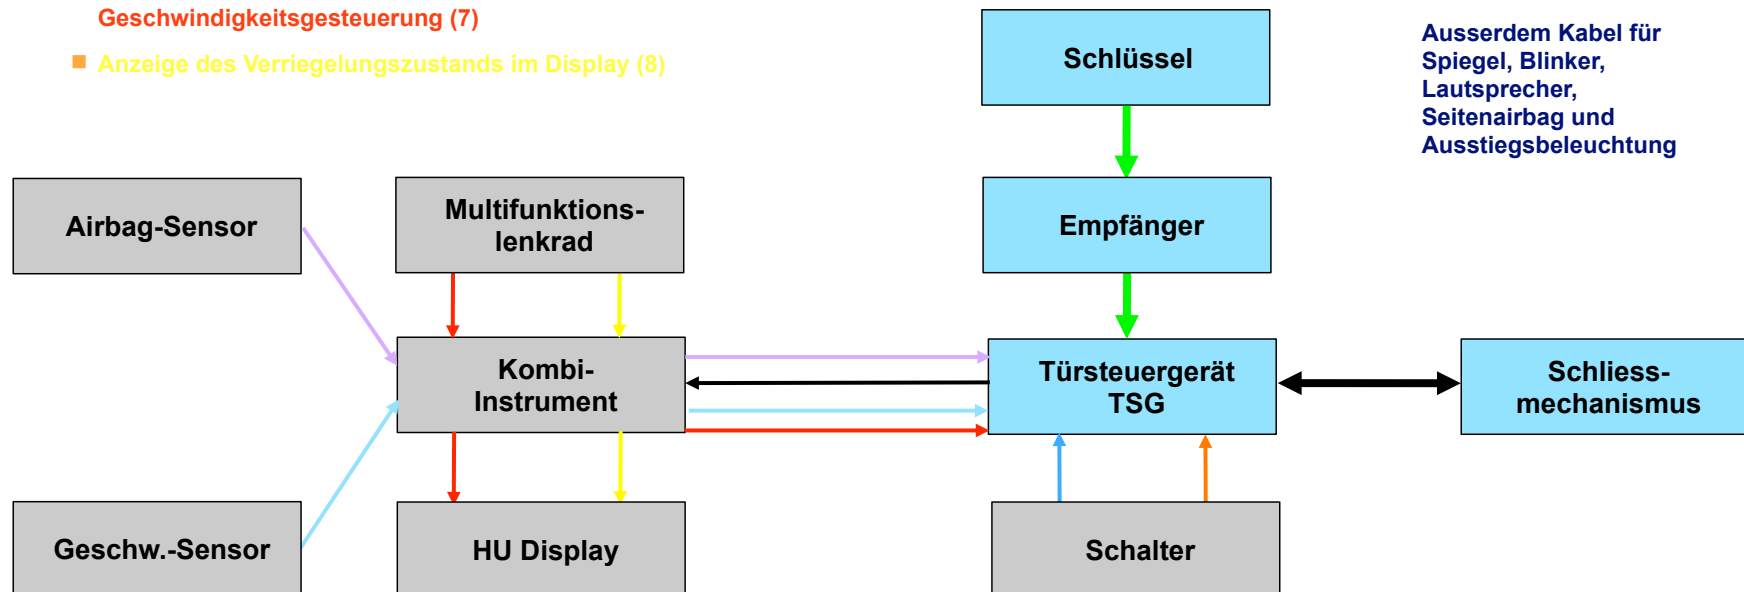 Geschwindigkeitsgesteuerung (7)
Anzeige des Verriegelungszustands im Display (8)
Schlüssel
Ausserdem Kabel für
Spiegel, Blinker,
Lautsprecher,
Seitenairbag und
Ausstiegsbeleuchtung
Airbag-Sensor
Multifunktions-
lenkrad
Empfänger
Kombi-
Instrument
Türsteuergerät
TSG
Schliess-
mechanismus
Geschw.-Sensor
HU Display
Schalter